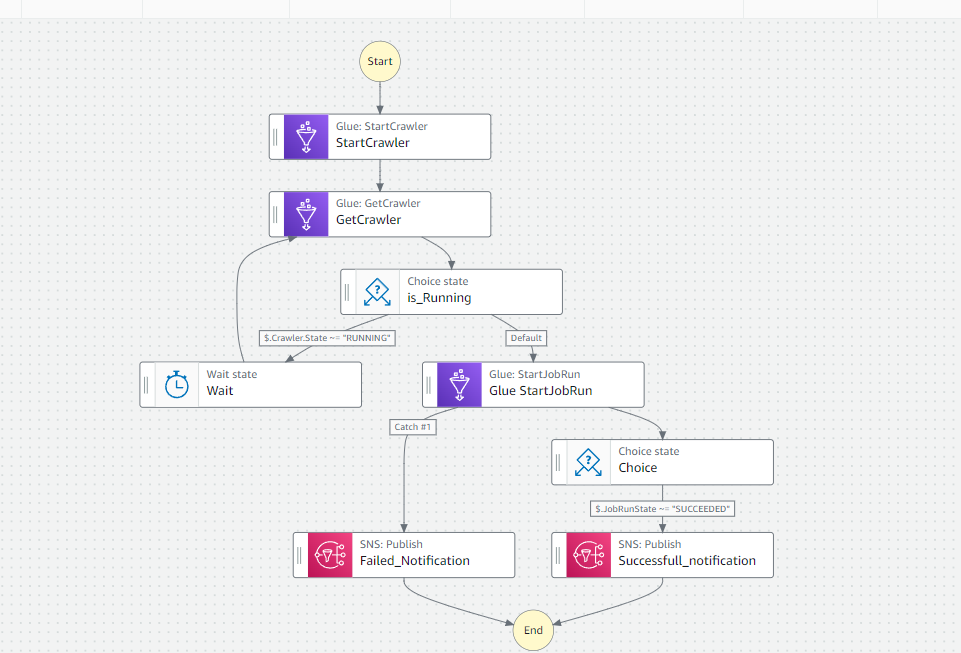 Start
Glue: StartCrawler
StartCrawler
Glue: GetCrawler
GetCrawler
Choice state
is_Running
$.Crawler.State ~= "RUNNING"
Default
Wait state
Wait
Glue: StartJobRun
Glue StartJobRun
Catch #1
Choice state
Choice
$.JobRunState ~= "SUCCEEDED"
SNS: Publish
Failed_Notification
SNS: Publish
Successfull_notification
End